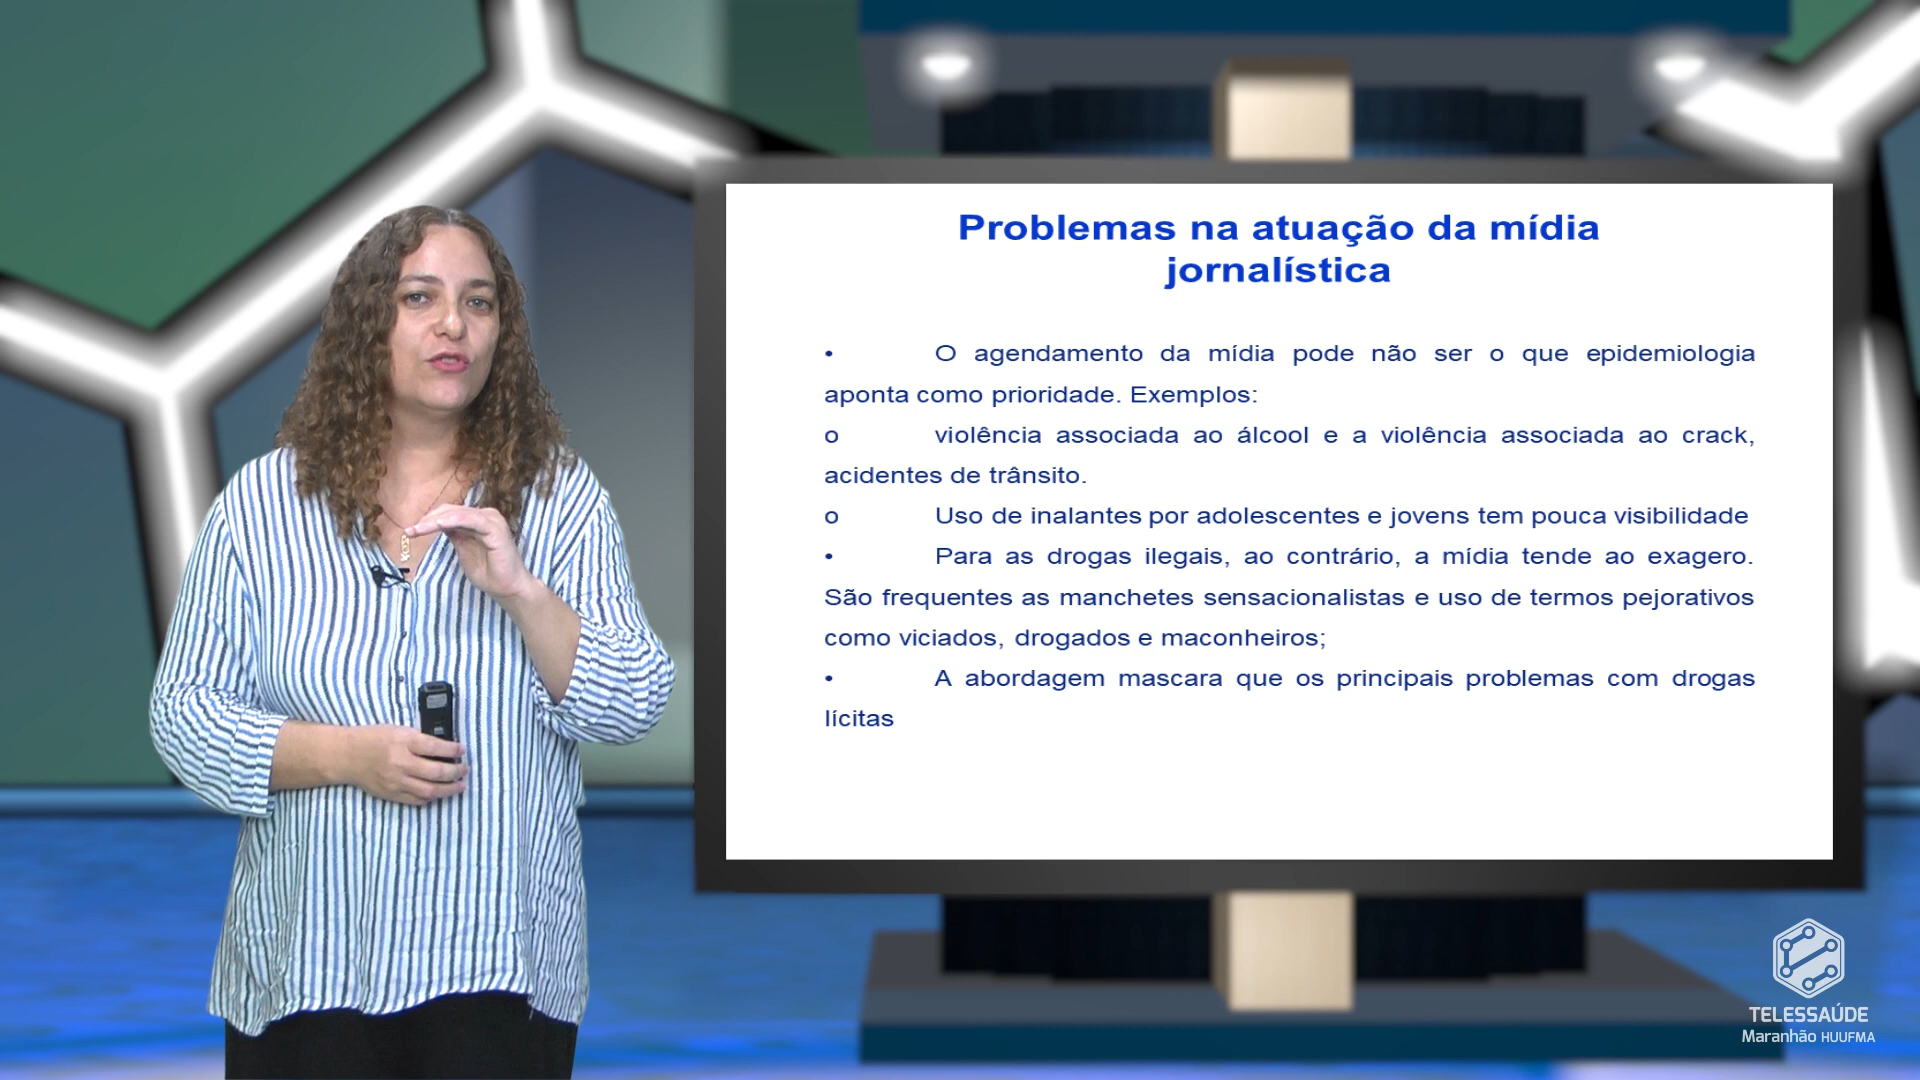 Problemas na atuação da mídia
jornalística
• O agendamento da mídia pode não ser o que epidemiologia
aponta como prioridade. Exemplos:
o violência associada ao álcool e a violência associada ao crack,
acidentes de trânsito.
o Uso de inalantes por adolescentes e jovens tem pouca visibilidade
• Para as drogas ilegais, ao contrário, a mídia tende ao exagero.
São frequentes as manchetes sensacionalistas e uso de termos pejorativos
como viciados, drogados e maconheiros;
• A abordagem mascara que os principais problemas com drogas
lícitas
TELESSAÚDE
Maranhão HUUFMA